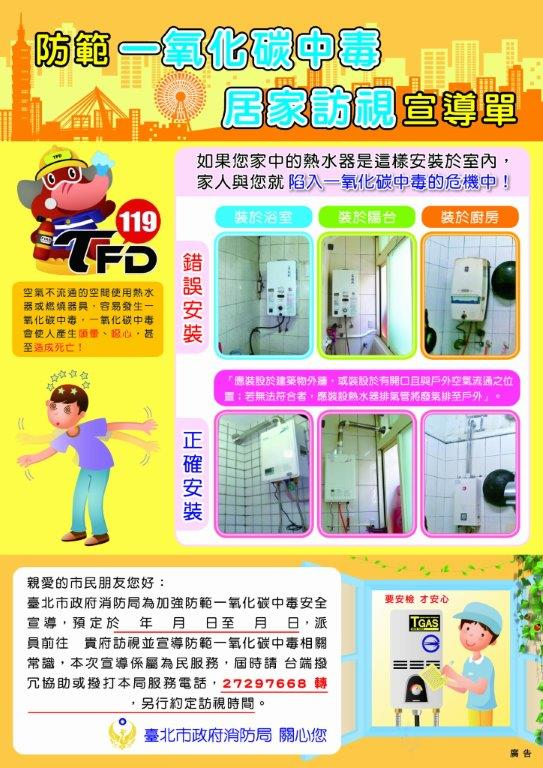 防範一氧化碳中毒
居家訪視宣導單
如果您家中的熱水器是這樣安裝於室內，
家人與您就陷入一氧化碳中毒的危機中！
TFD
119
TFD
空氣不流通的空間使用熱水
器或燃燒器具，容易發生一
氧化碳中毒，一氧化碳中毒
會使人產生頭暈、噁心，甚
至造成死亡！
裝於浴室
裝於陽台
裝於廚房
錯誤安裝
「應裝設於建築物外牆，或裝設於有開口且與戶外空氣流通之位
置；若無法符合者，應裝設熱水器排氣管將廢氣排至戶外」。
正確安裝
親愛的市民朋友您好：
臺北市政府消防局為加強防範一氧化碳中毒安全
宣導，預定於 年 月 日至 月 日，派
員前往 貴府訪視並宣導防範一氧化碳中毒相關
常識，本次宣導係屬為民服務，屆時請 台端撥
冗協助或撥打本局服務電話，27297668 轉
，另行約定訪視時間。
臺北市政府消防局 關心您
要安檢 才安心
TGAS
廣告